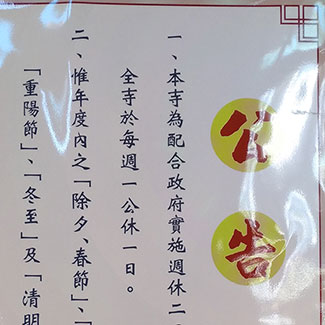 公告
一、本寺為配合政府實施週休二
全寺於每週一公休一日。
二、惟年度內之「除夕、春節」、「
「重陽節」、「冬至」及「清明